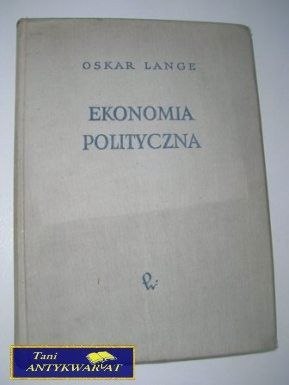 OSKAR LANGE
EKONOMIA
POLITYCZNA
Tani
ANTYKWARIAT